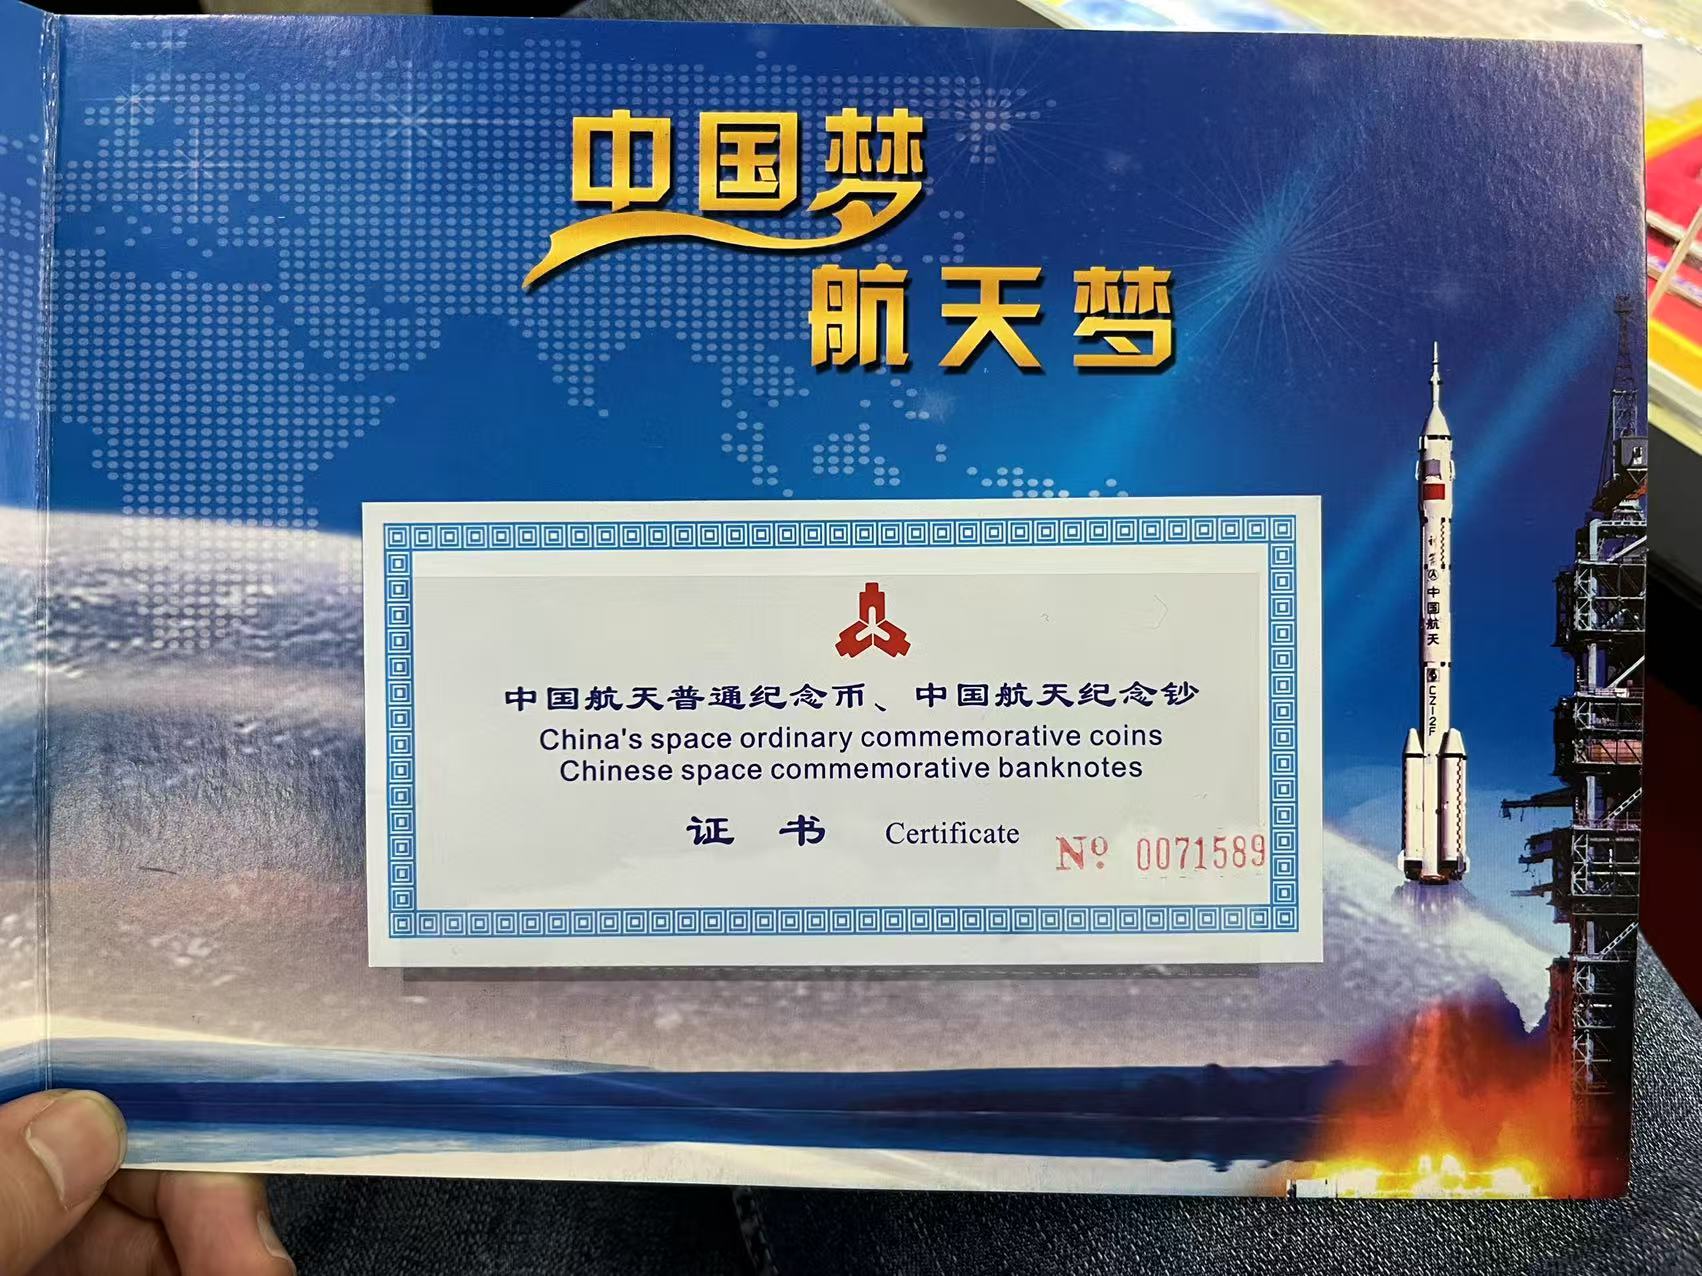 中国梦
航天梦
中国航天
CZ-2F
中国航天普通纪念币、中国航天纪念钞
China's space ordinary commemorative coins
Chinese space commemorative banknotes
证书 Certificate
Nº 0071589